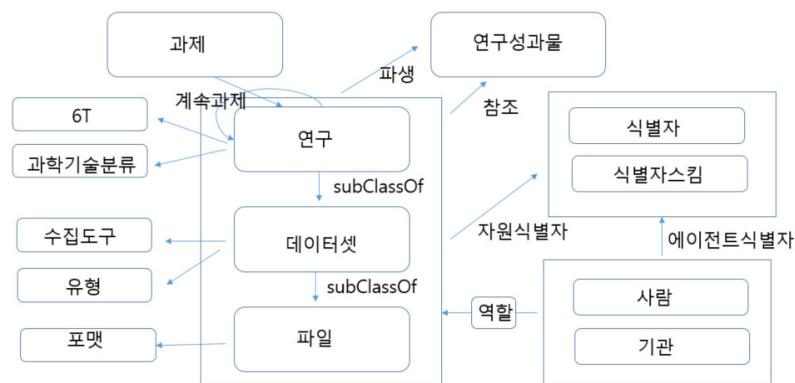 과제
연구성과물
파생
계속과제
참조
6T
연구
식별자
과학기술분류
식별자스킴
subClassOf
수집도구
데이터셋
자원식별자
에이전트식별자
유형
subClassOf
사람
역할
포맷
파일
기관